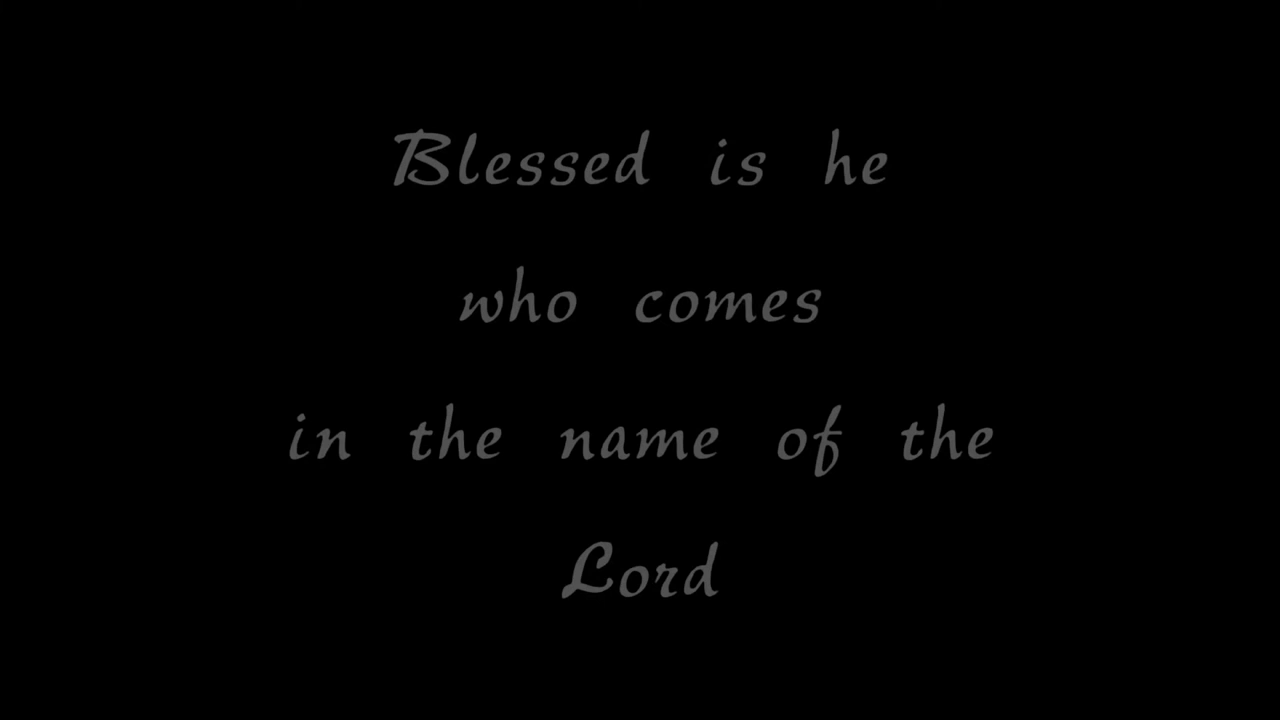 Blessed is he
who comes
in the name of the
Lord